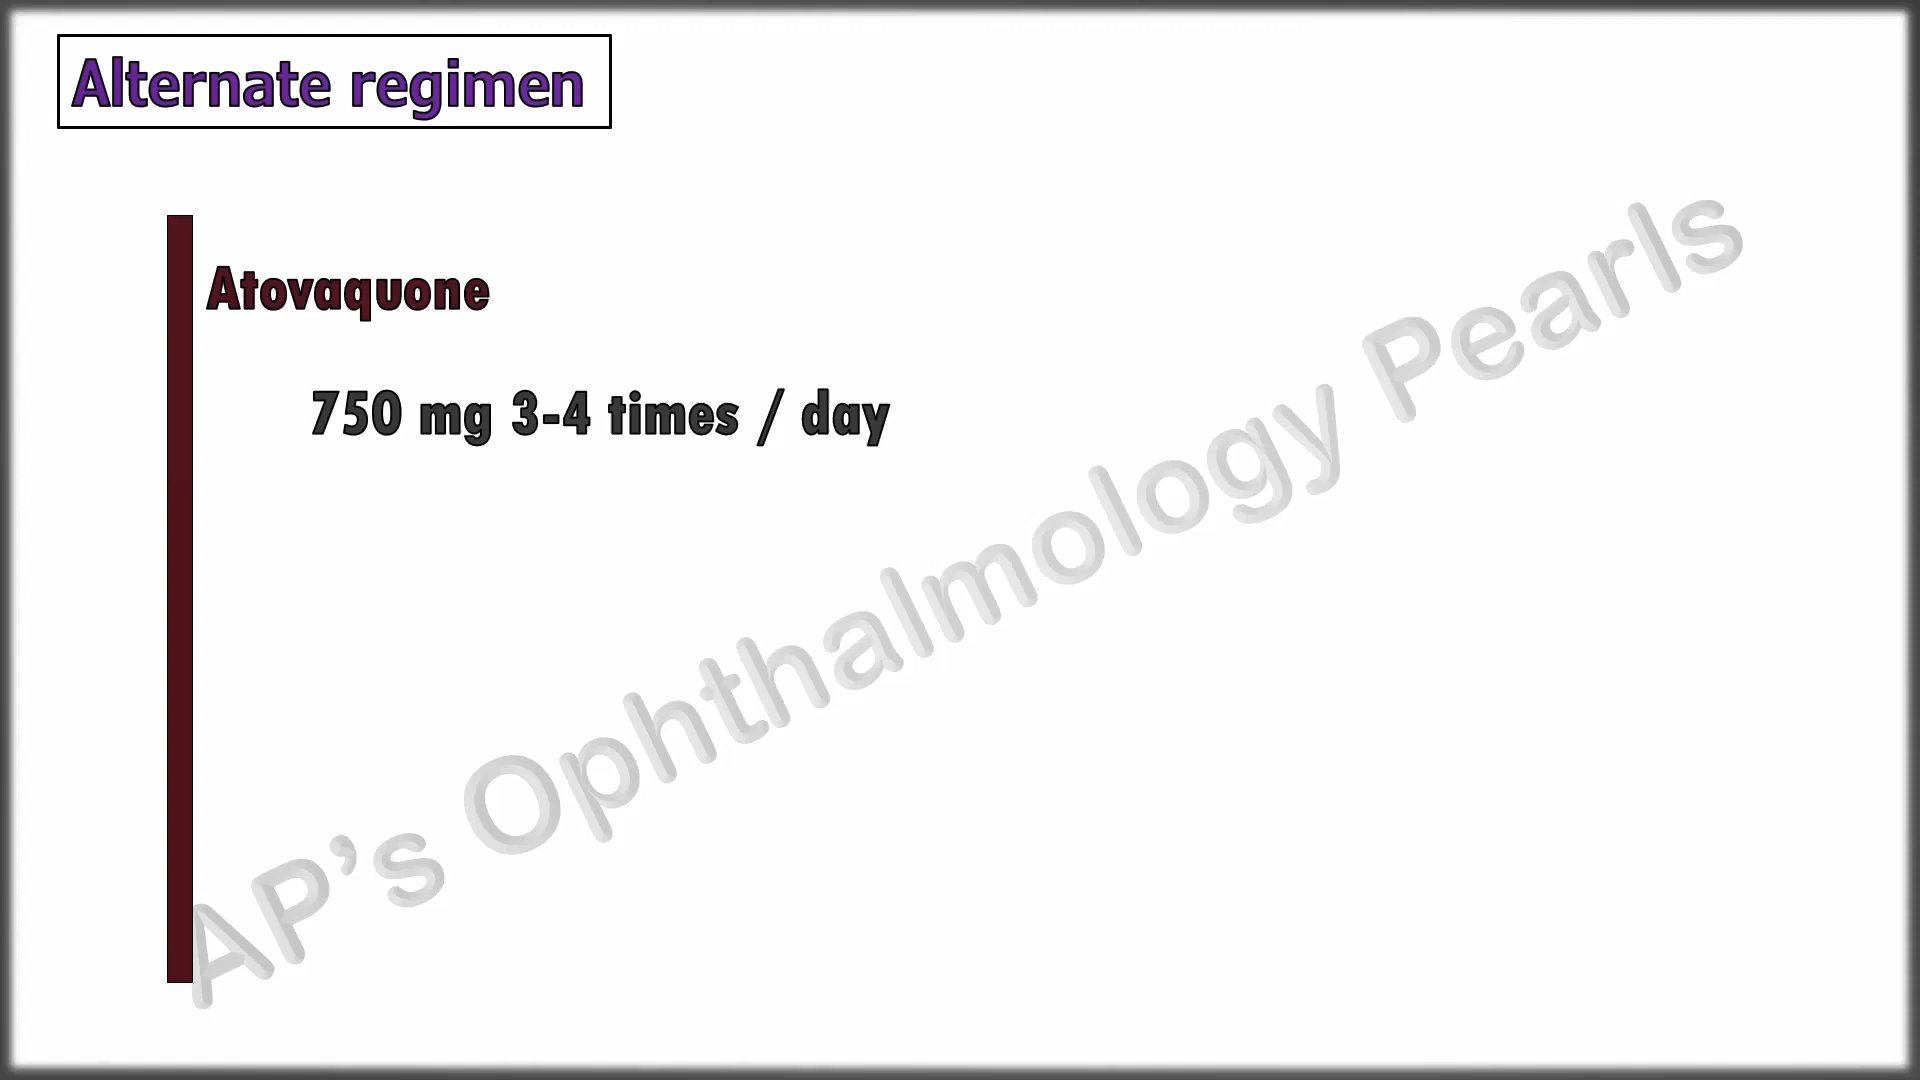 Alternate regimen
Atovaquone
750 mg 3-4 times / day
AP’s Ophthalmology Pearls